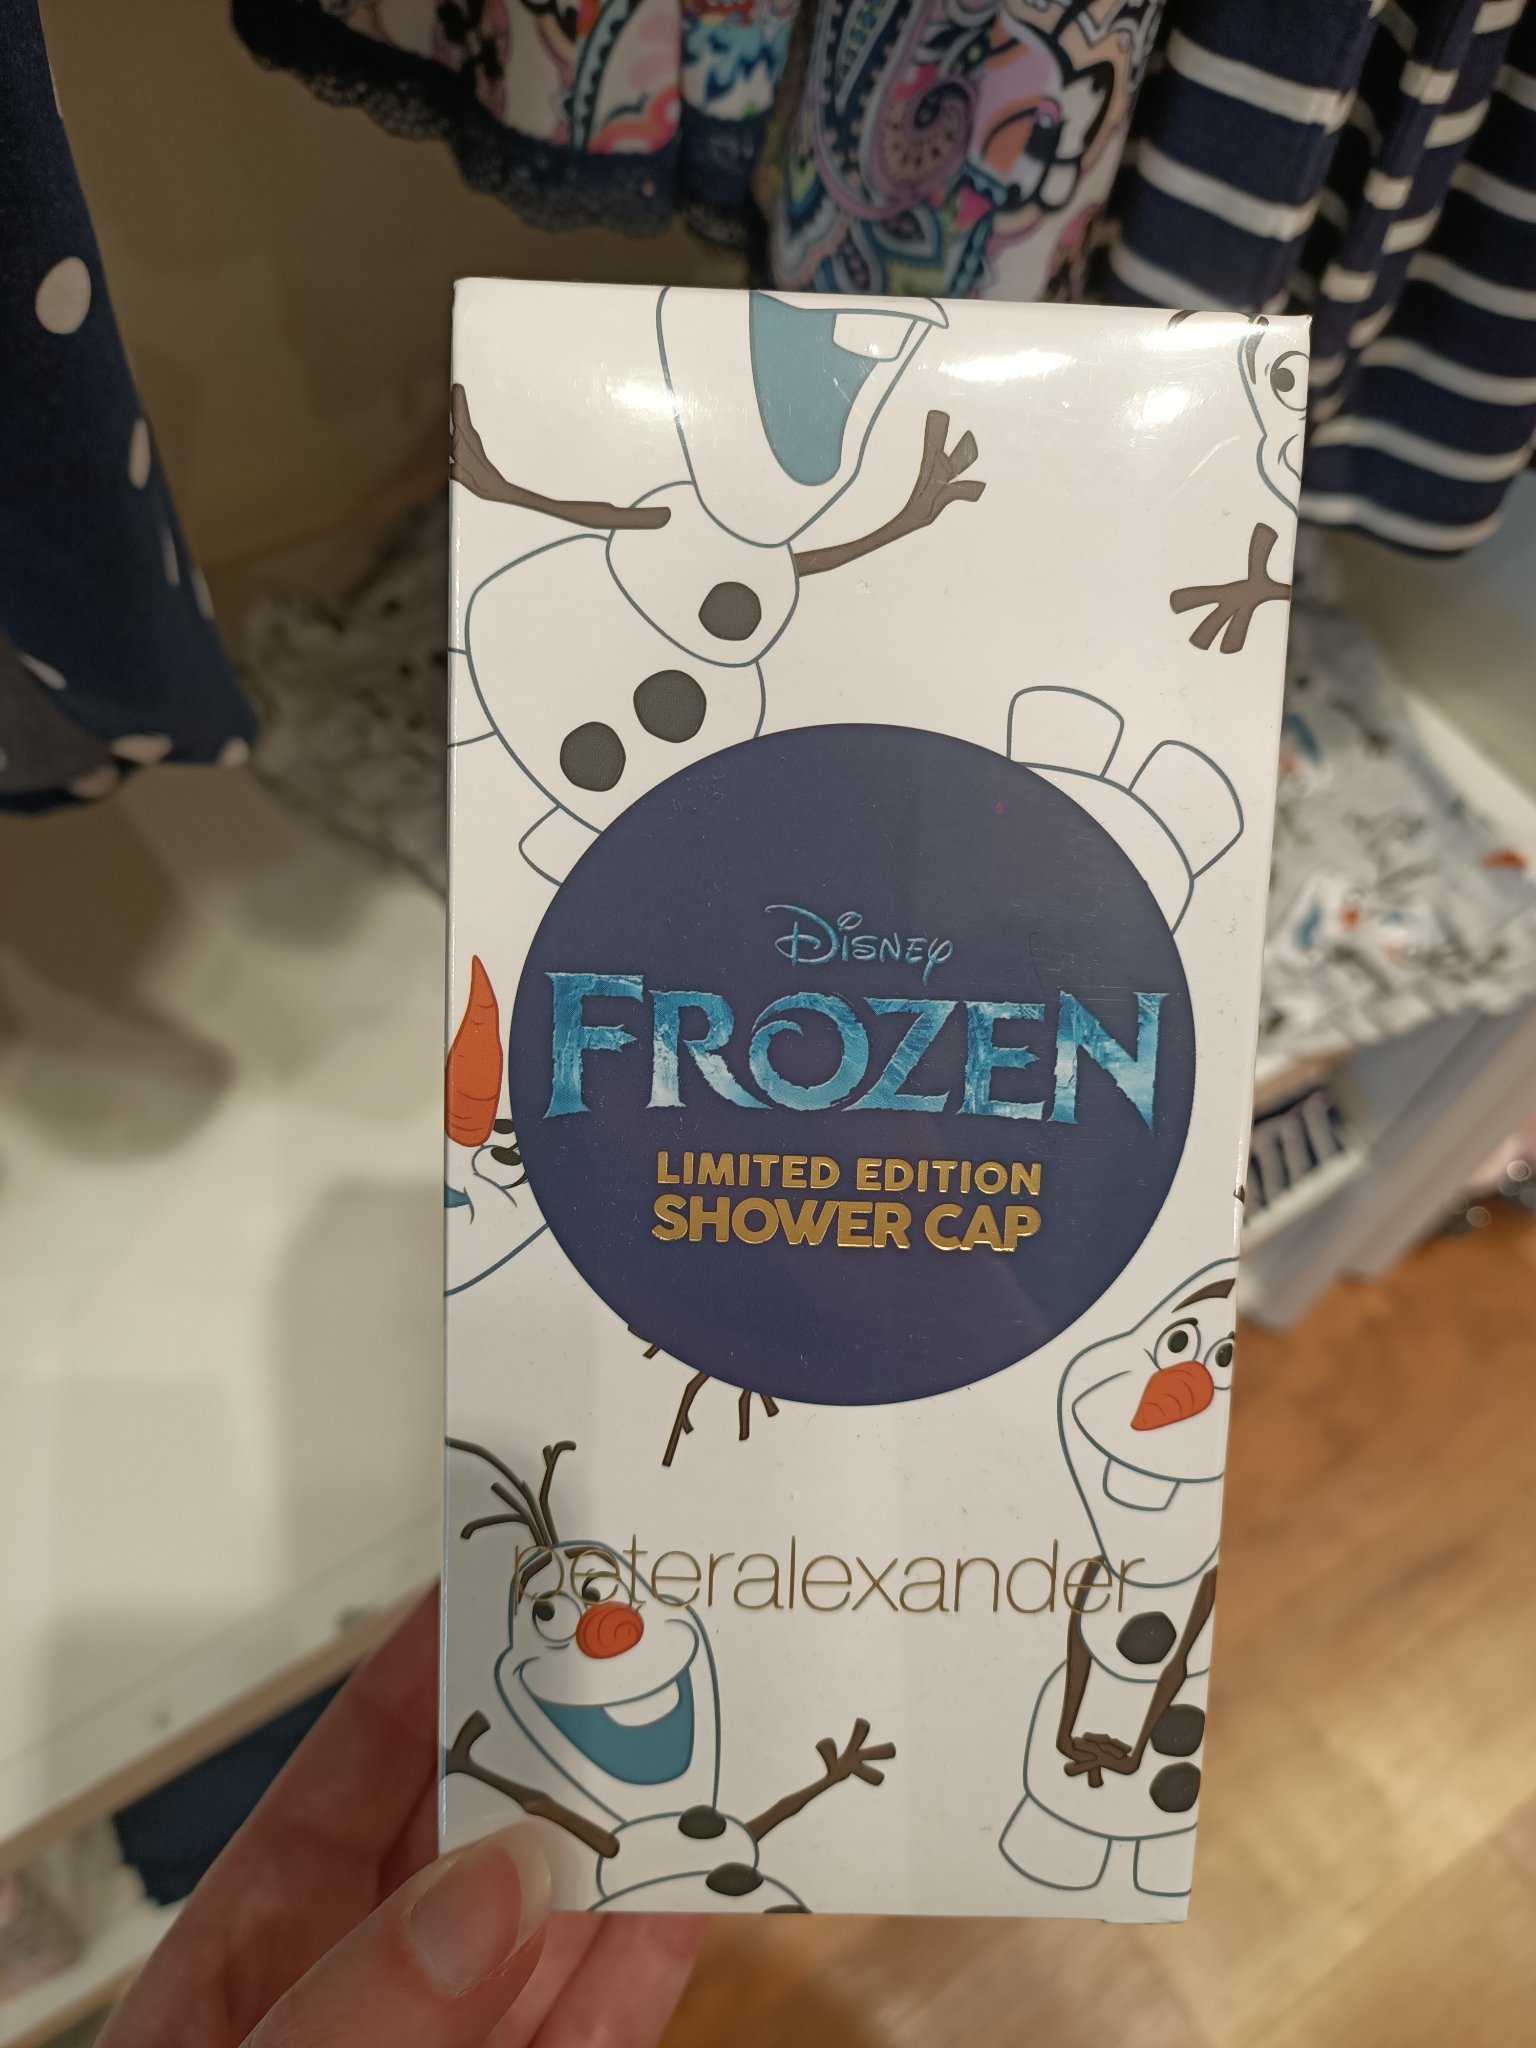 Disney
FROZEN
LIMITED EDITION
SHOWER CAP
peteralexander